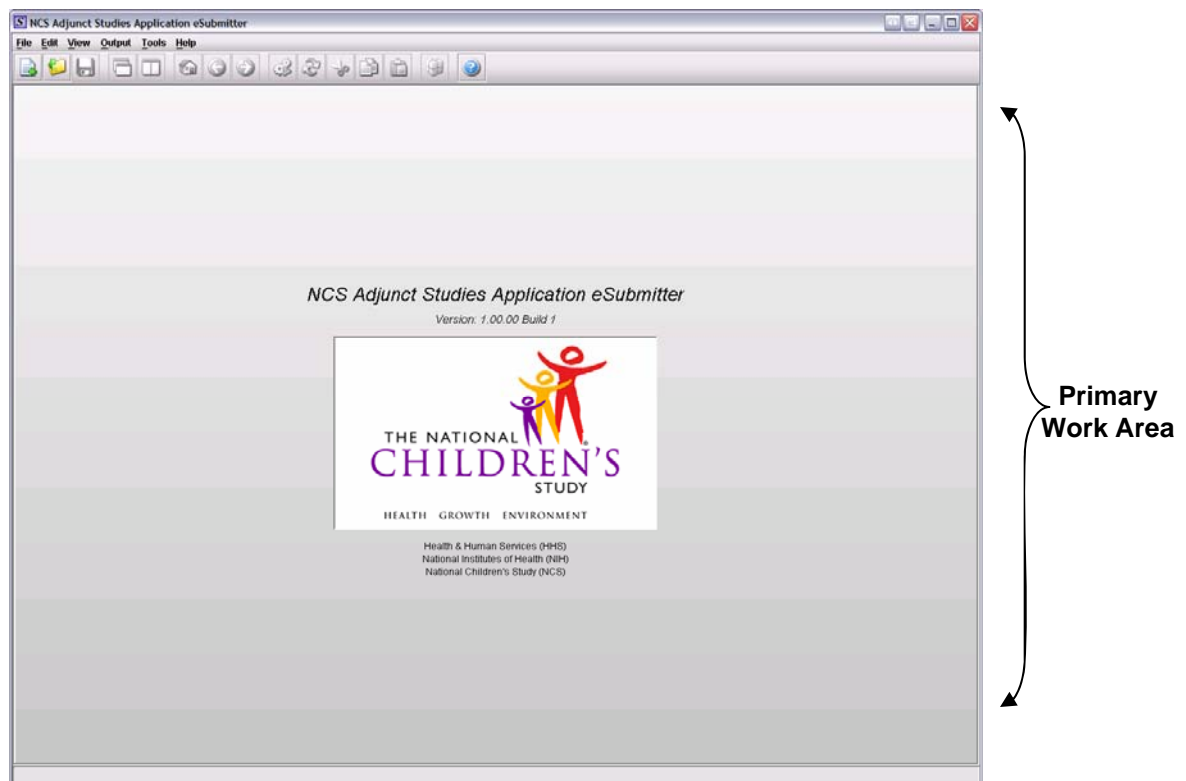 NCS Adjunct Studies Application eSubmitter
File Edit View Output Tools Help
NCS Adjunct Studies Application eSubmitter
Version: 1.00.00 Build 1
THE NATIONAL
CHILDREN'S
STUDY
HEALTH GROWTH ENVIRONMENT
Health & Human Services (HHS)
National Institutes of Health (NIH)
National Children's Study (NCS)
Primary
Work Area